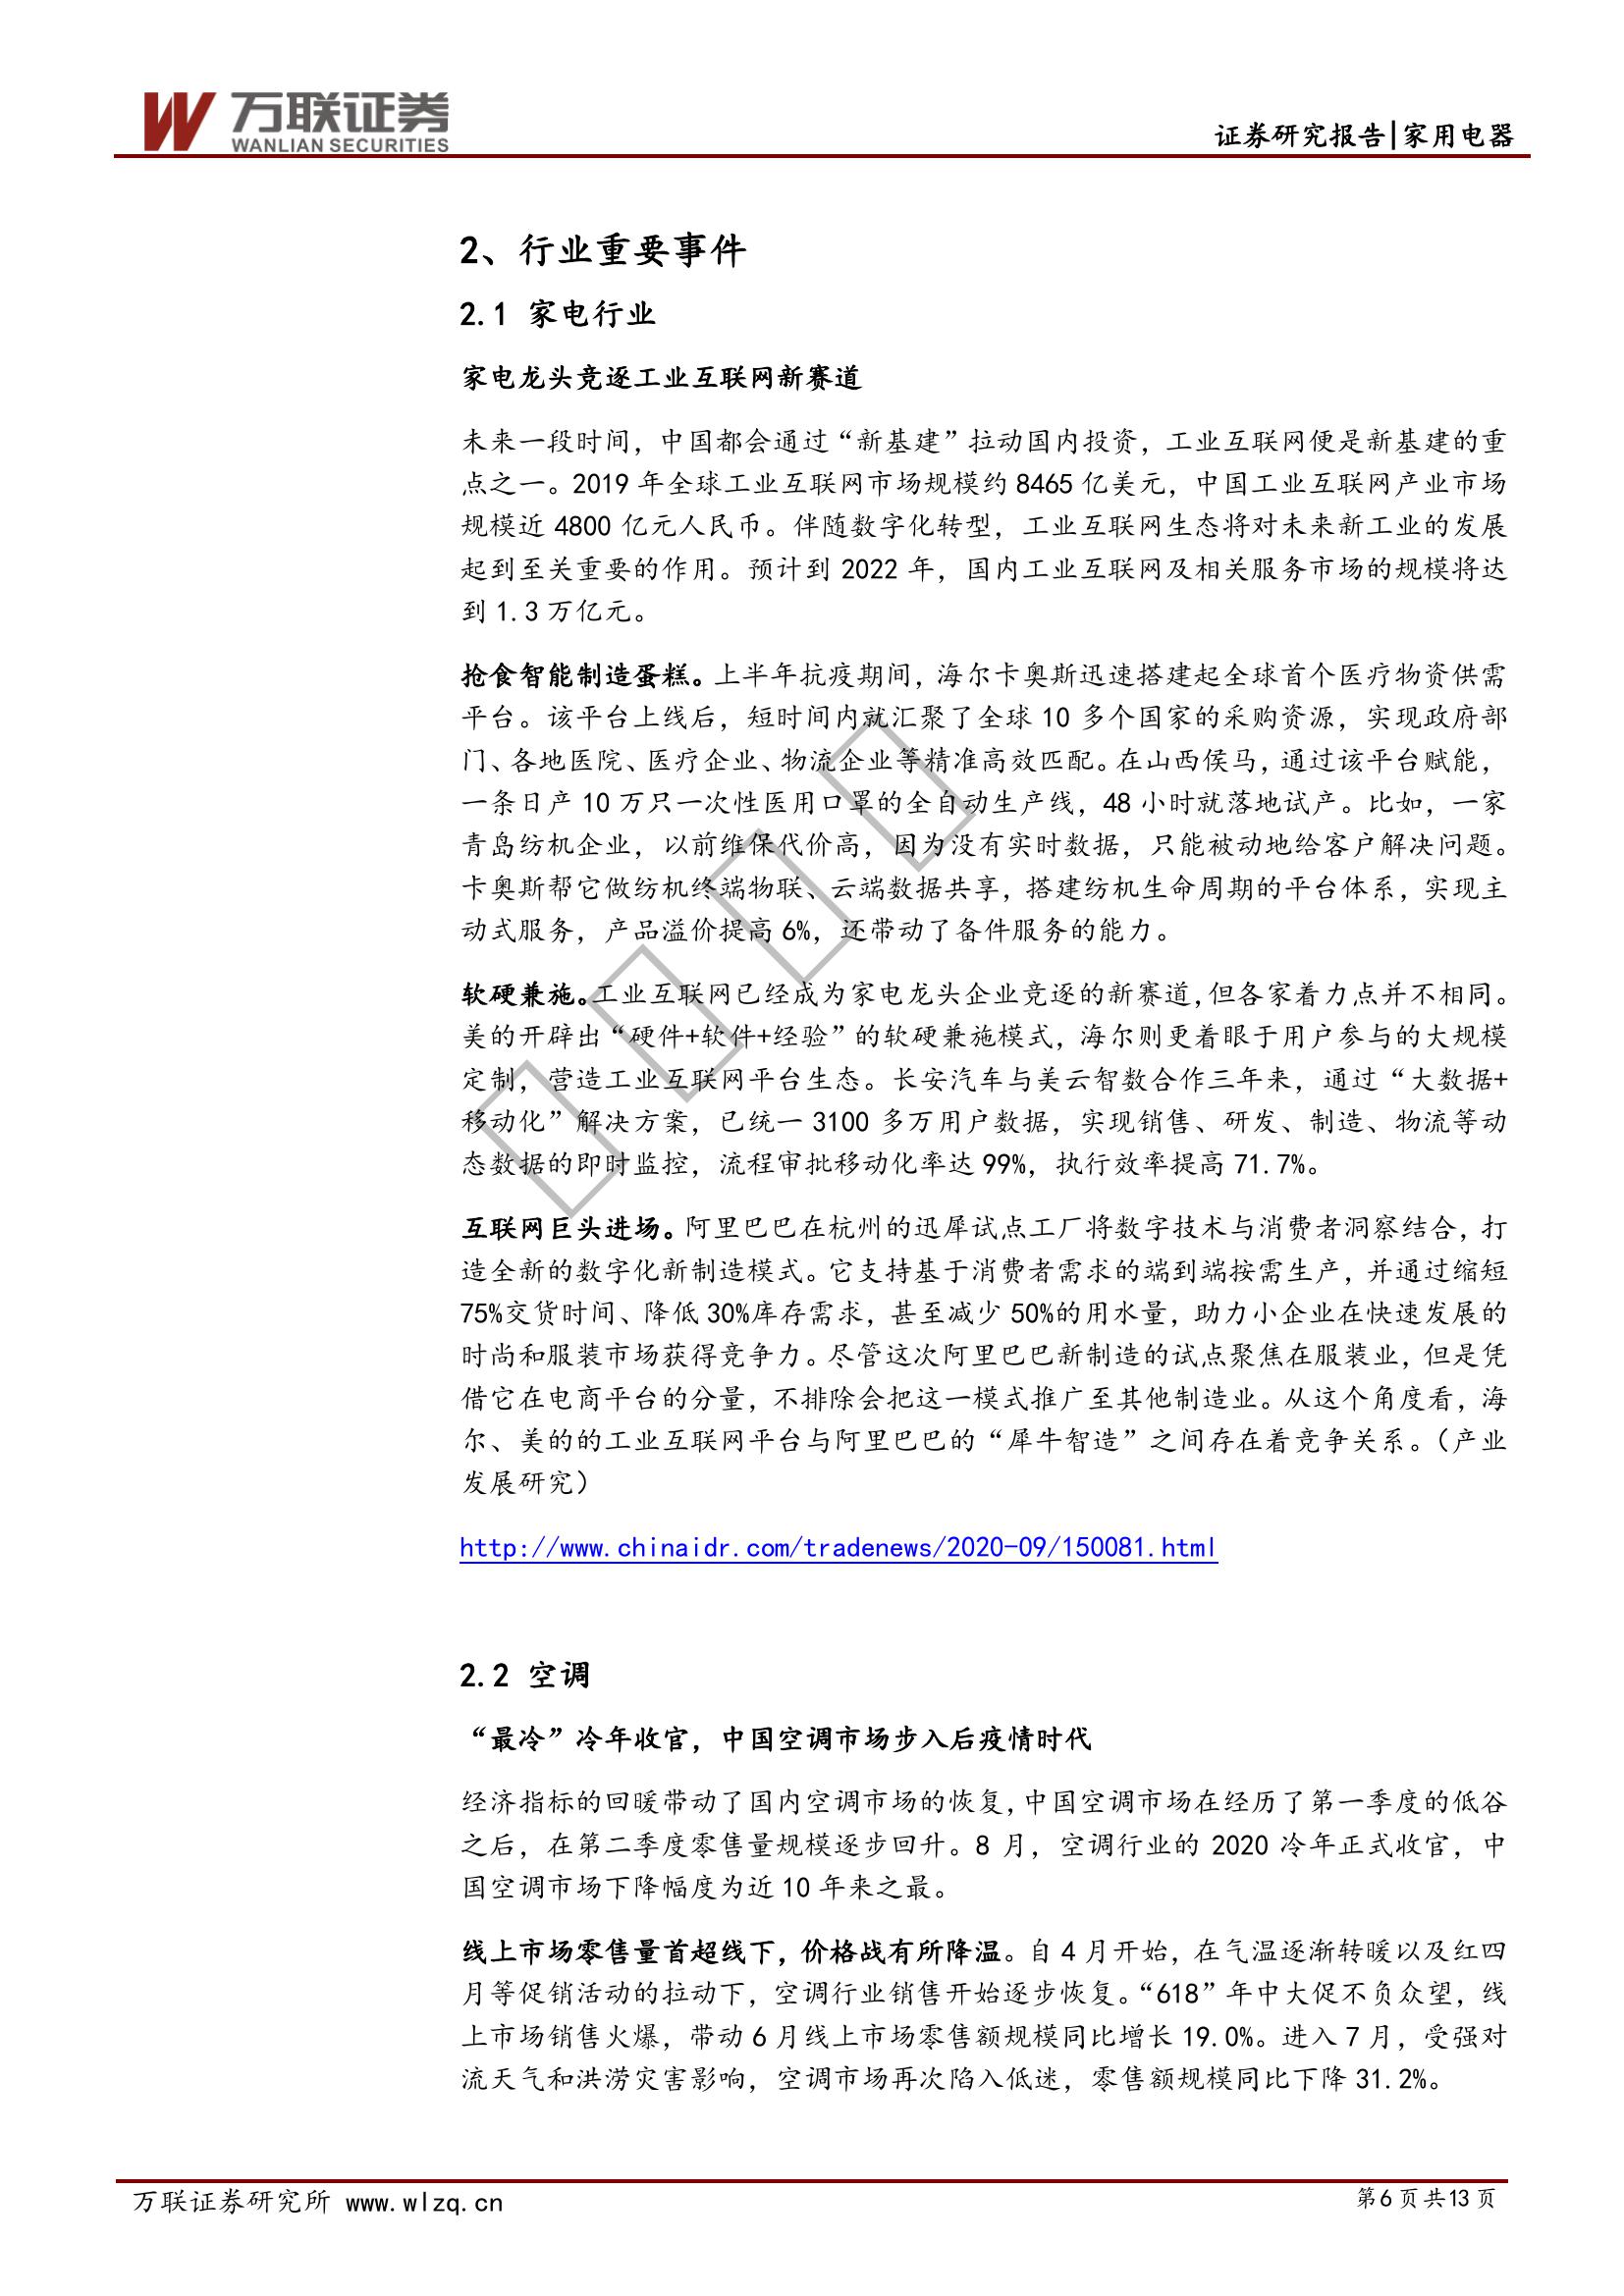 万联证券
WANLIAN SECURITIES
证券研究报告|家用电器
2、行业重要事件
2.1 家电行业
家电龙头竞逐工业互联网新赛道
未来一段时间，中国都会通过“新基建”拉动国内投资，工业互联网便是新基建的重
点之一。2019 年全球工业互联网市场规模约 8465 亿美元，中国工业互联网产业市场
规模近 4800 亿元人民币。伴随数字化转型，工业互联网生态将对未来新工业的发展
起到至关重要的作用。预计到 2022 年，国内工业互联网及相关服务市场的规模将达
到 1.3 万亿元。
抢食智能制造蛋糕。上半年抗疫期间，海尔卡奥斯迅速搭建起全球首个医疗物资供需
平台。该平台上线后，短时间内就汇聚了全球 10 多个国家的采购资源，实现政府部
门、各地医院、医疗企业、物流企业等精准高效匹配。在山西侯马，通过该平台赋能，
一条日产 10 万只一次性医用口罩的全自动生产线，48 小时就落地试产。比如，一家
青岛纺机企业，以前维保代价高，因为没有实时数据，只能被动地给客户解决问题。
卡奥斯帮它做纺机终端物联、云端数据共享，搭建纺机生命周期的平台体系，实现主
动式服务，产品溢价提高 6%，还带动了备件服务的能力。
软硬兼施。工业互联网已经成为家电龙头企业竞逐的新赛道，但各家着力点并不相同。
美的开辟出“硬件+软件+经验”的软硬兼施模式，海尔则更着眼于用户参与的大规模
定制，营造工业互联网平台生态。长安汽车与美云智数合作三年来，通过“大数据+
移动化”解决方案，已统一 3100 多万用户数据，实现销售、研发、制造、物流等动
态数据的即时监控，流程审批移动化率达 99%，执行效率提高 71.7%。
互联网巨头进场。阿里巴巴在杭州的迅犀试点工厂将数字技术与消费者洞察结合，打
造全新的数字化新制造模式。它支持基于消费者需求的端到端按需生产，并通过缩短
75%交货时间、降低 30%库存需求，甚至减少 50%的用水量，助力小企业在快速发展的
时尚和服装市场获得竞争力。尽管这次阿里巴巴新制造的试点聚焦在服装业，但是凭
借它在电商平台的分量，不排除会把这一模式推广至其他制造业。从这个角度看，海
尔、美的的工业互联网平台与阿里巴巴的“犀牛智造”之间存在着竞争关系。（产业
发展研究）
http://www.chinaidr.com/tradenews/2020-09/150081.html
2.2 空调
“最冷”冷年收官，中国空调市场步入后疫情时代
经济指标的回暖带动了国内空调市场的恢复，中国空调市场在经历了第一季度的低谷
之后，在第二季度零售量规模逐步回升。8 月，空调行业的 2020 冷年正式收官，中
国空调市场下降幅度为近 10 年来之最。
线上市场零售量首超线下，价格战有所降温。自 4 月开始，在气温逐渐转暖以及红四
月等促销活动的拉动下，空调行业销售开始逐步恢复。“618”年中大促不负众望，线
上市场销售火爆，带动 6 月线上市场零售额规模同比增长 19.0%。进入 7 月，受强对
流天气和洪涝灾害影响，空调市场再次陷入低迷，零售额规模同比下降 31.2%。
万联证券研究所 www.wlzq.cn
第6页共13页